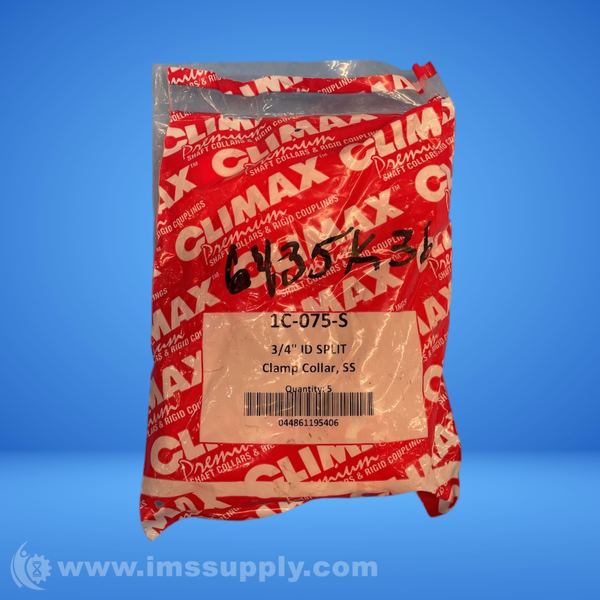 CLIMAX™
Premium
SHAFT COLLARS & RIGID COUPLINGS
6435K36
1C-075-S
3/4" ID SPLIT
Clamp Collar, SS
Quantity: 5
044861195406
www.imssupply.com